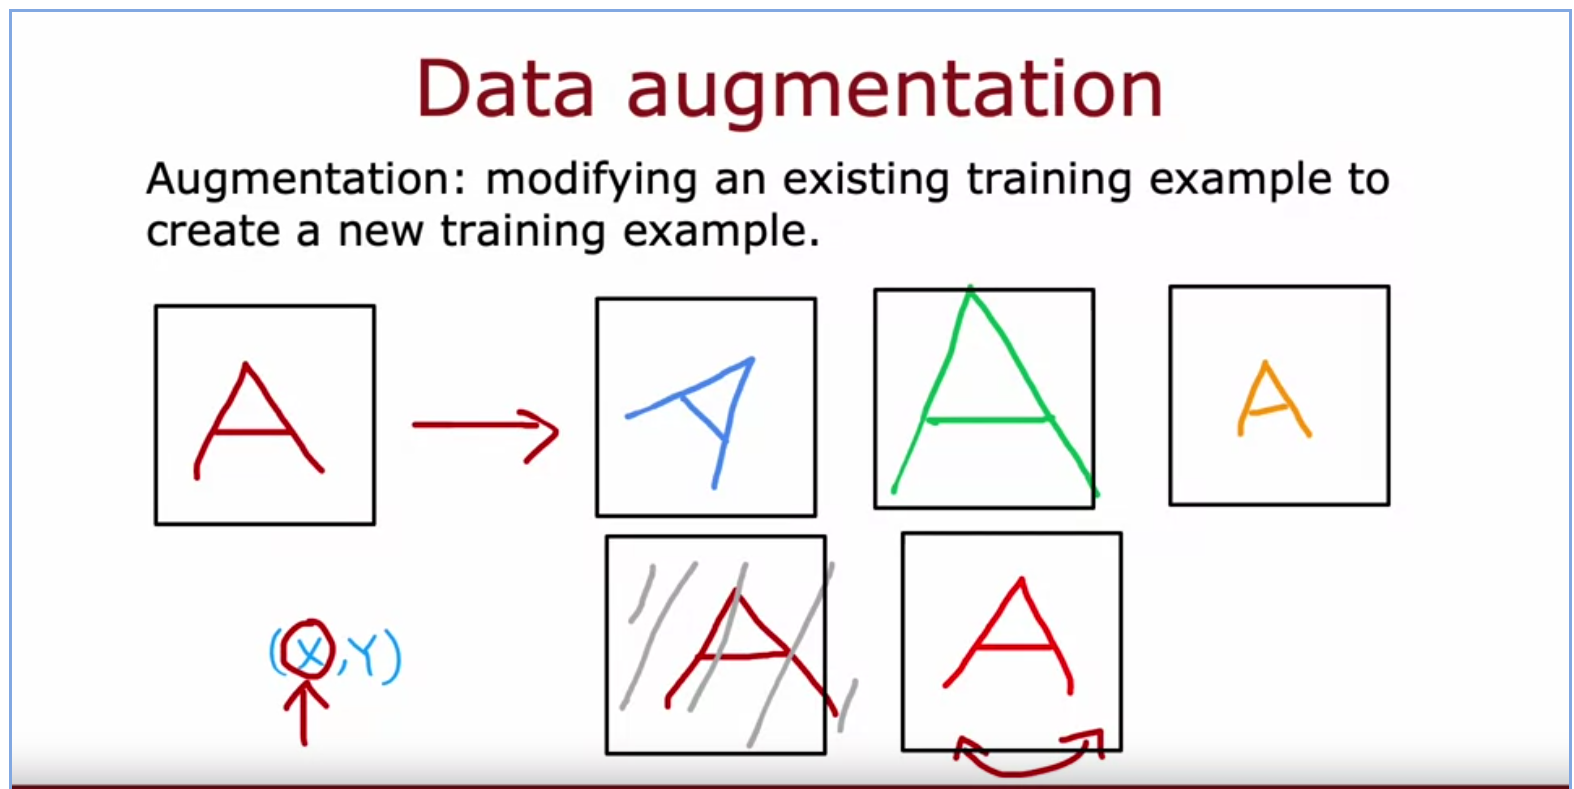 Data augmentation
Augmentation: modifying an existing training example to
create a new training example.
A
A
A
A
A
A
(X,Y)